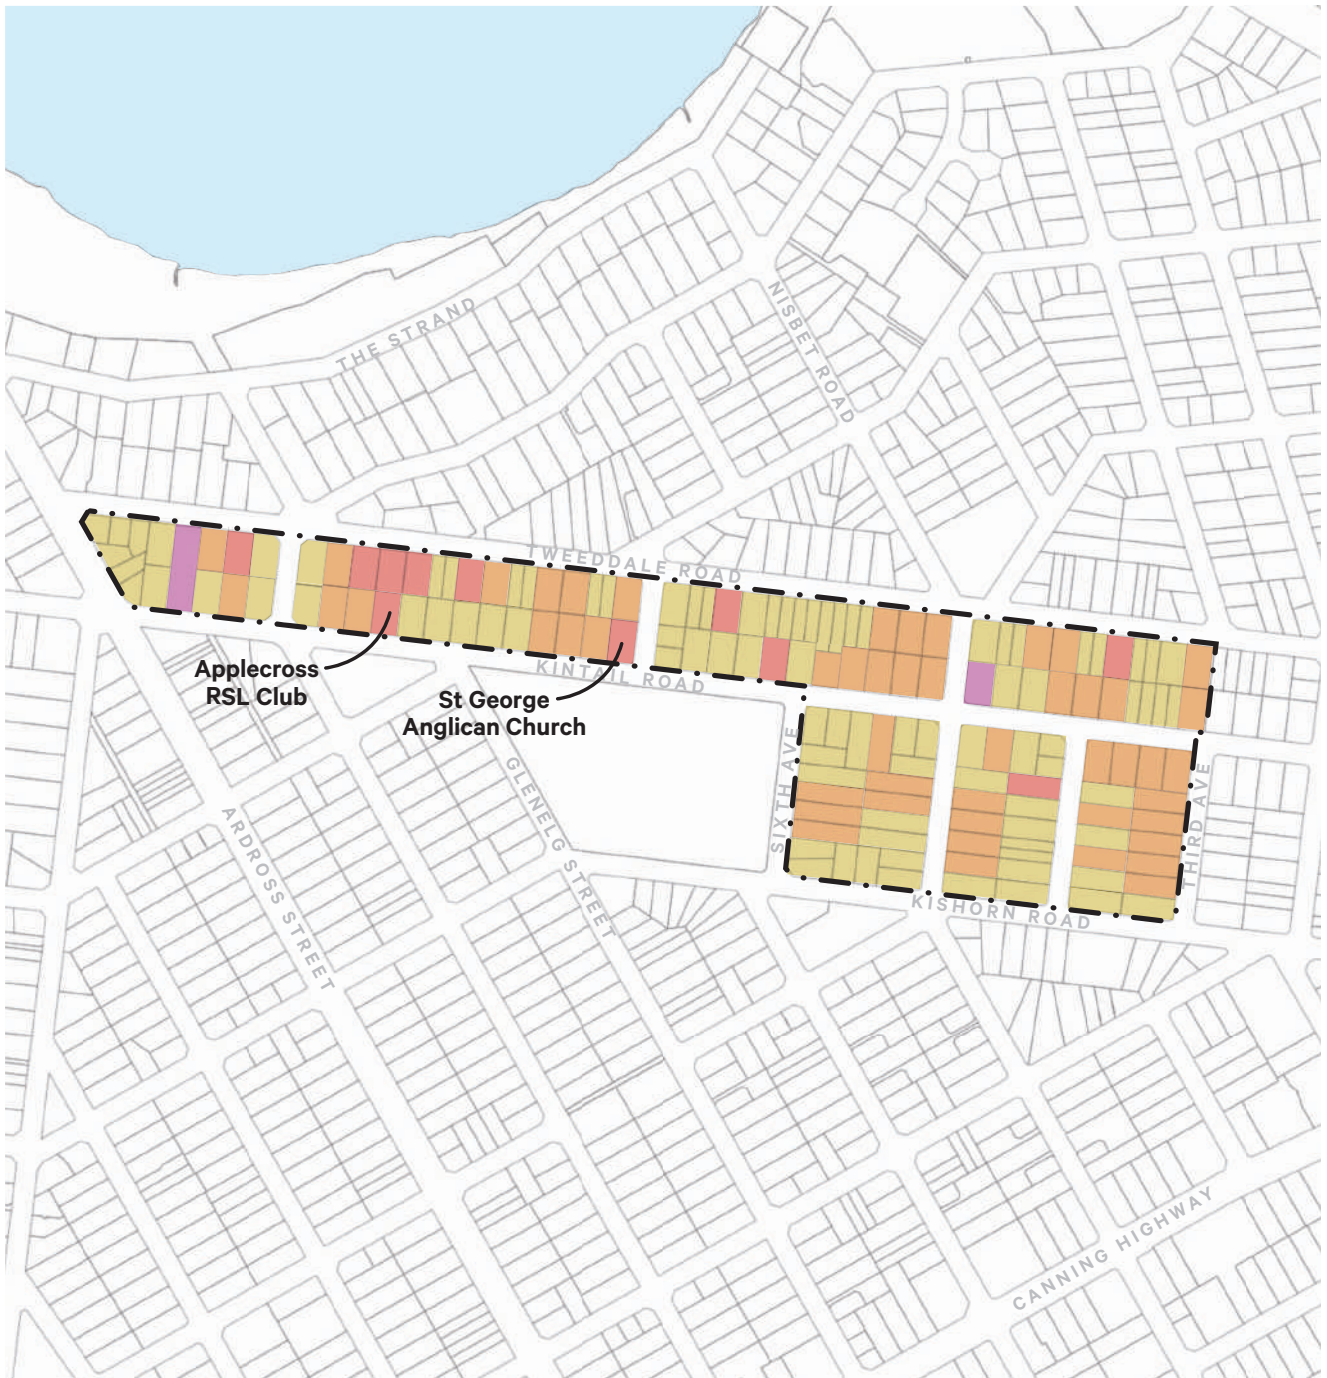 THE STRAND
NISBET ROAD
TWEEDDALE ROAD
Applecross
RSL Club
KINTAIL ROAD
St George
Anglican Church
SIXTH AVE
GLENELG STREET
THIRD AVE
ARDROSS STREET
KISHORN ROAD
CANNING HIGHWAY